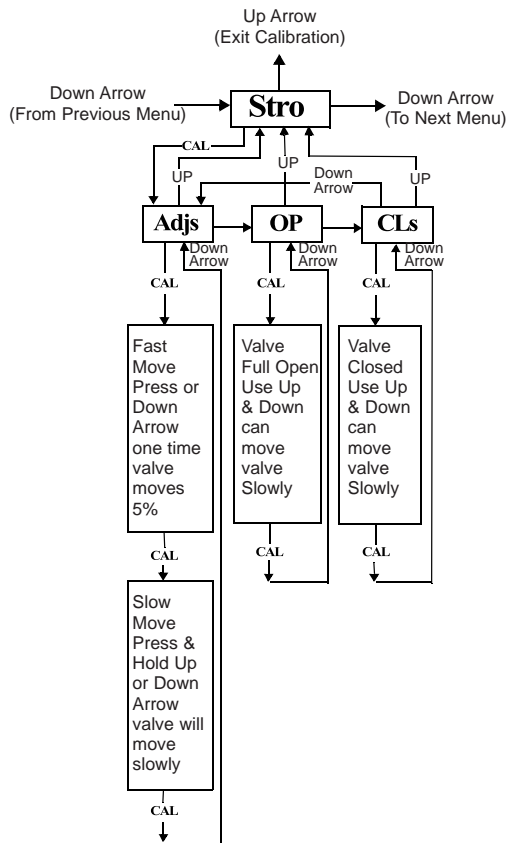 Up Arrow
(Exit Calibration)
Down Arrow
(From Previous Menu)
Stro
Down Arrow
(To Next Menu)
CAL
UP
UP
Down
Arrow
UP
Adjs
OP
CLs
Down
Arrow
Down
Arrow
Down
Arrow
CAL
CAL
CAL
Fast
Move
Press or
Down
Arrow
one time
valve
moves
5%
Valve
Full Open
Use Up
& Down
can
move
valve
Slowly
Valve
Closed
Use Up
& Down
can
move
valve
Slowly
CAL
CAL
CAL
Slow
Move
Press &
Hold Up
or Down
Arrow
valve will
move
slowly
CAL